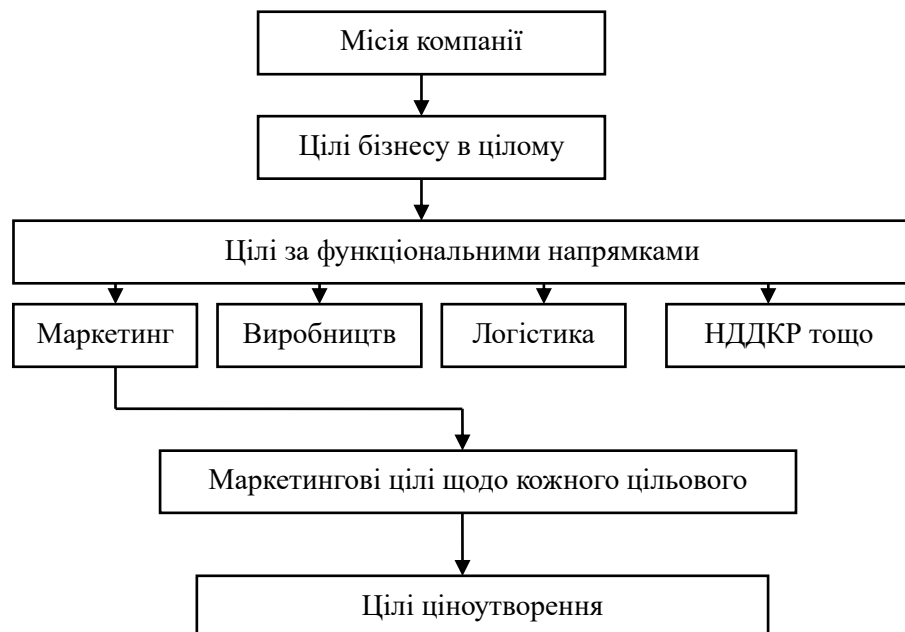 Місія компанії
Цілі бізнесу в цілому
Цілі за функціональними напрямками
Маркетинг
Виробництв
Логістика
НДДКР тощо
Маркетингові цілі щодо кожного цільового
Цілі ціноутворення